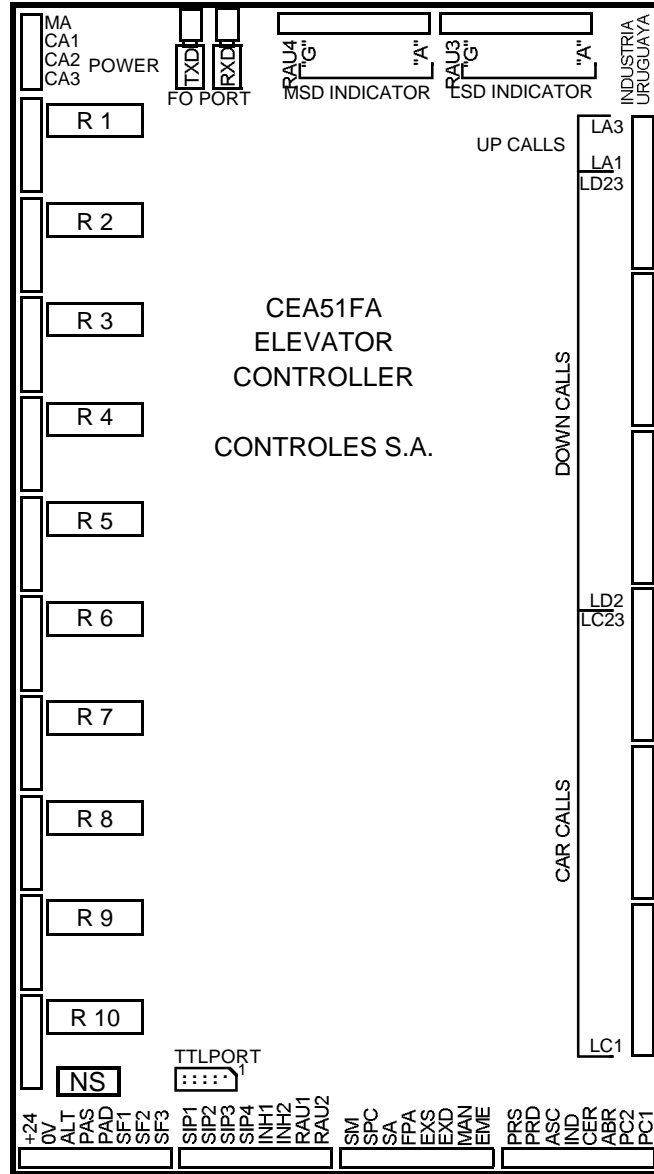 MA
CA1
CA2
CA3
POWER
TXD
RXD
FO PORT
RAU4
"G"
"A"
MSD INDICATOR
RAU3
"G"
"A"
LSD INDICATOR
INDUSTRIA
URUGUAYA
R 1
R 2
R 3
R 4
R 5
R 6
R 7
R 8
R 9
R 10
NS
CEA51FA
ELEVATOR
CONTROLLER
CONTROLES S.A.
UP CALLS
LA3
LA1
LD23
DOWN CALLS
LD2
LC23
CAR CALLS
LC1
TTLPORT
1
+24
0V
ALT
PAS
PAD
SF1
SF2
SF3
SIP1
SIP2
SIP3
SIP4
INH1
INH2
RAU1
RAU2
SM
SPC
SA
FPA
EXS
EXD
MAN
EME
PRS
PRD
ASC
IND
CER
ABR
PC2
PC1